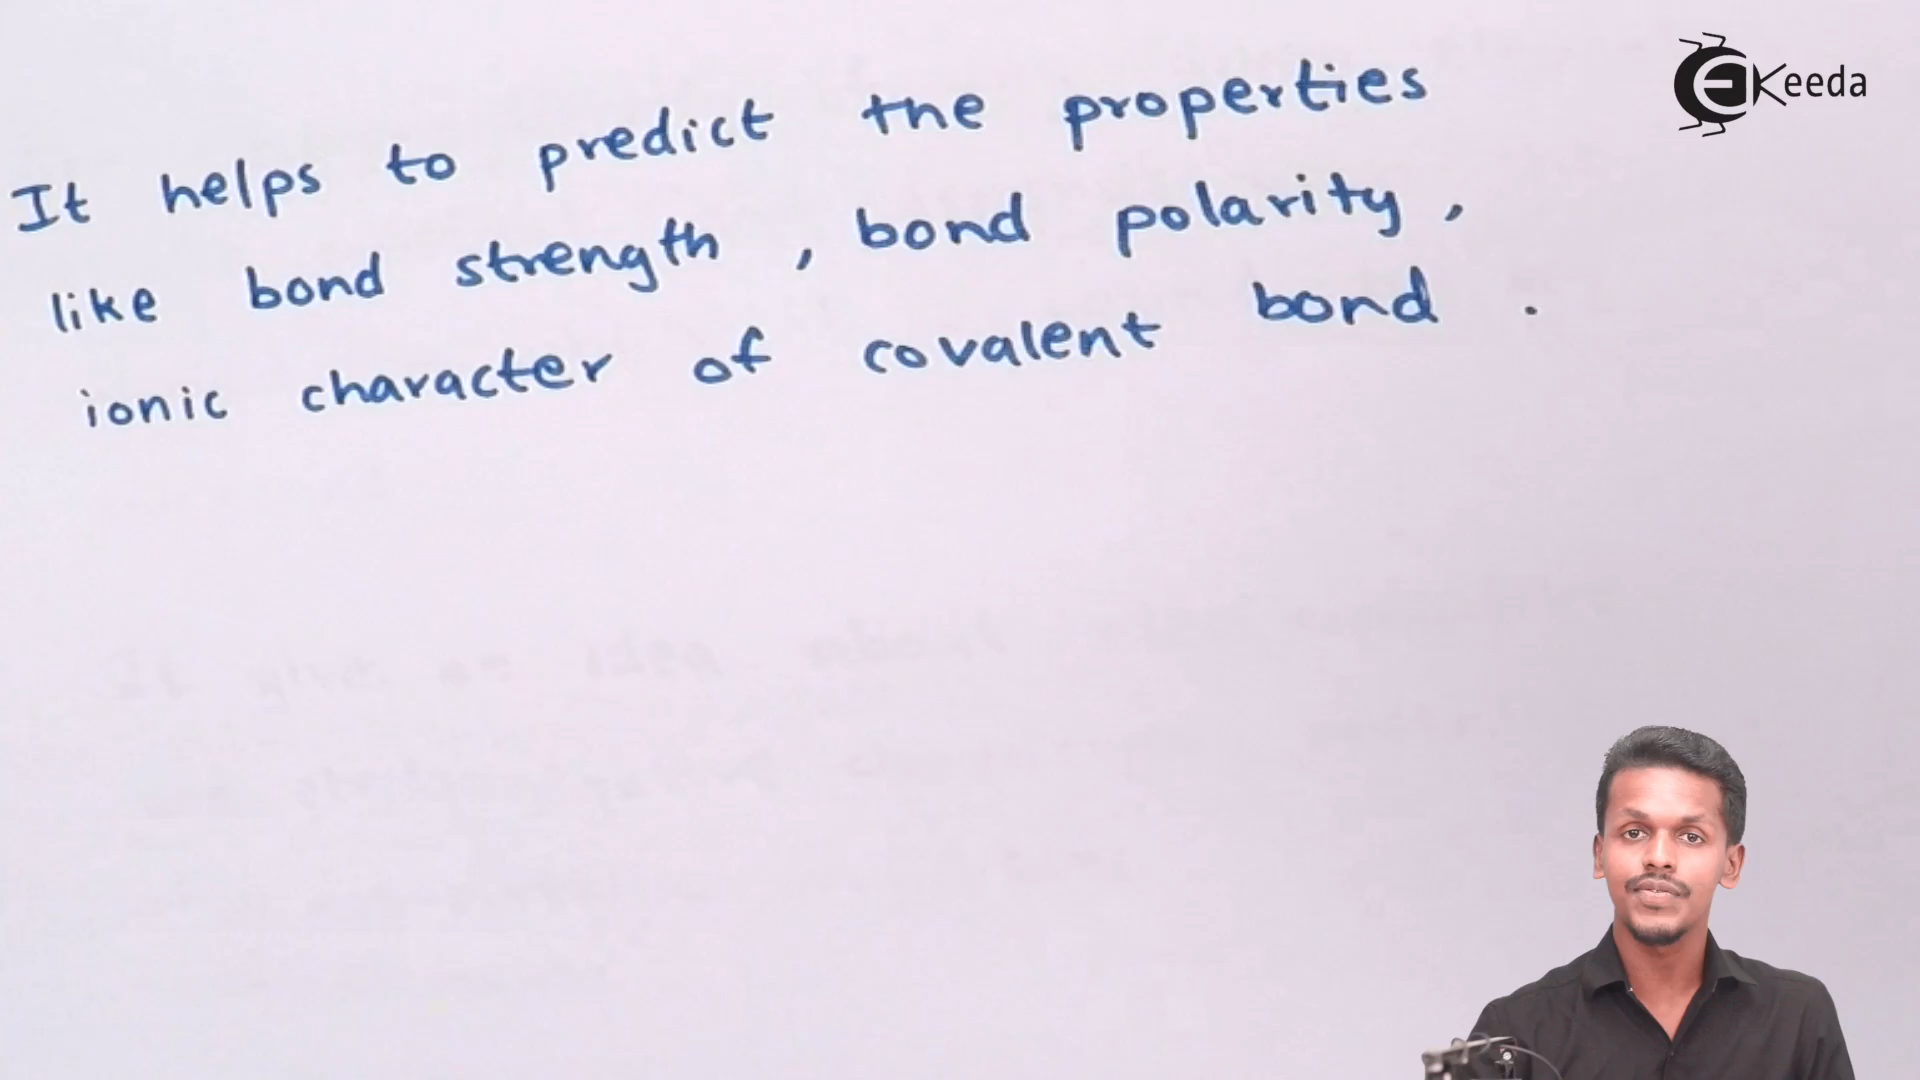 Keeda
It helps to predict the properties
like bond strength , bond polarity ,
ionic character of covalent bond .